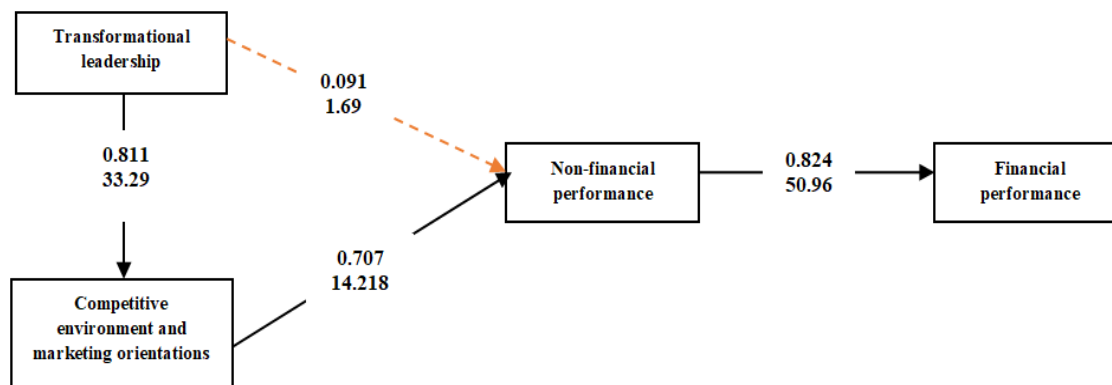 Transformational
leadership
0.091
1.69
0.811
33.29
Non-financial
performance
0.824
50.96
Financial
performance
0.707
14.218
Competitive
environment and
marketing orientations